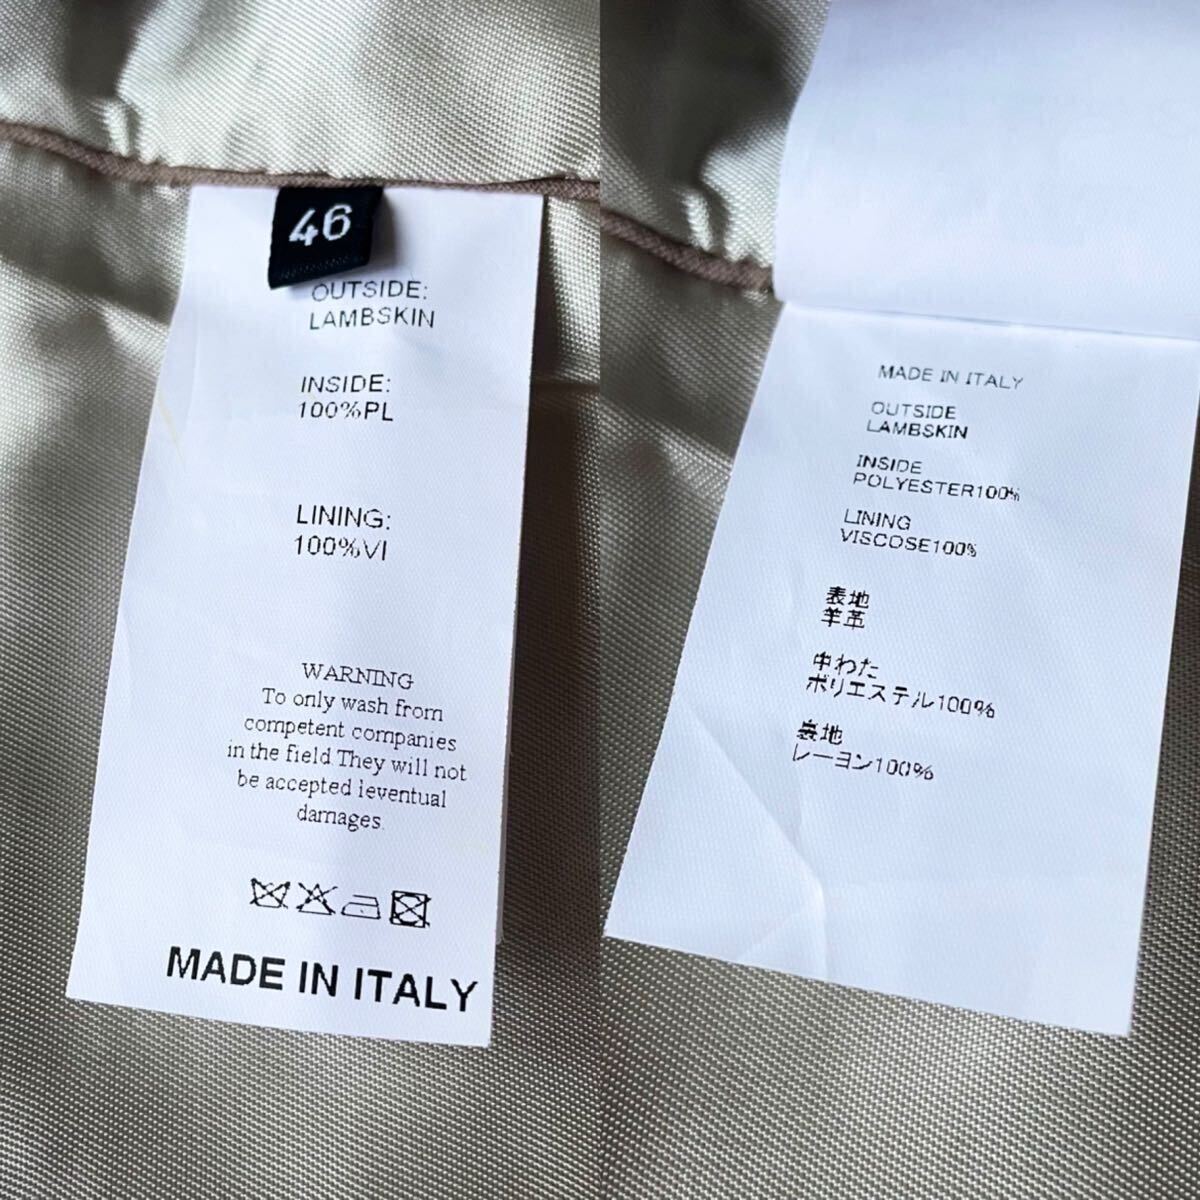 46
OUTSIDE:
LAMBSKIN
INSIDE:
100%PL
LINING:
100%VI
WARNING
To only wash from
competent companies
in the field.They will not
be accepted ieventual
damages.
MADE IN ITALY
MADE IN ITALY
OUTSIDE
LAMBSKIN
INSIDE
POLYESTER100%
LINING
VISCOSE100%
表地
羊革
中わた
ポリエステル100%
裏地
レーヨン100%